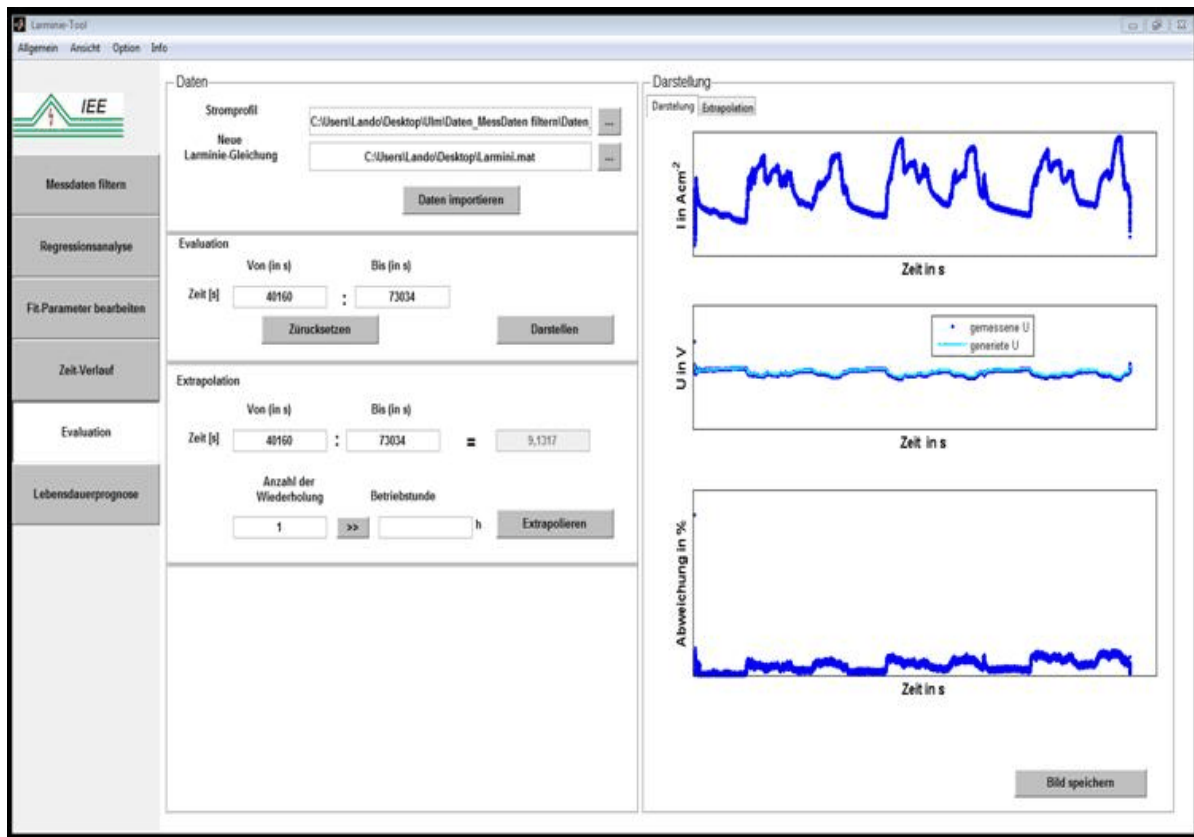 Larminie-Tool
Allgemein Ansicht Option Info
IEE
Messdaten filtern
Regressionsanalyse
Fit-Parameter bearbeiten
Zeit-Verlauf
Evaluation
Lebensdauerprognose
Daten
Stromprofil
C:\Users\Lando\Desktop\Ulm\Daten_MessDaten filtern\Daten_
...
Neue
Larminie-Gleichung
C:\Users\Lando\Desktop\Larmini.mat
...
Daten importieren
Evaluation
Von (in s) Bis (in s)
Zeit [s] 40160 : 73034
Zürücksetzen Darstellen
Extrapolation
Von (in s) Bis (in s)
Zeit [s] 40160 : 73034 = 9,1317
Anzahl der
Wiederholung Betriebstunde
1 >> h Extrapolieren
Darstellung
Darstelung Extrapolation
I in Acm-2
Zeit in s
gemessene U
generiete U
U in V
Zeit in s
Abweichung in %
Zeit in s
Bild speichern